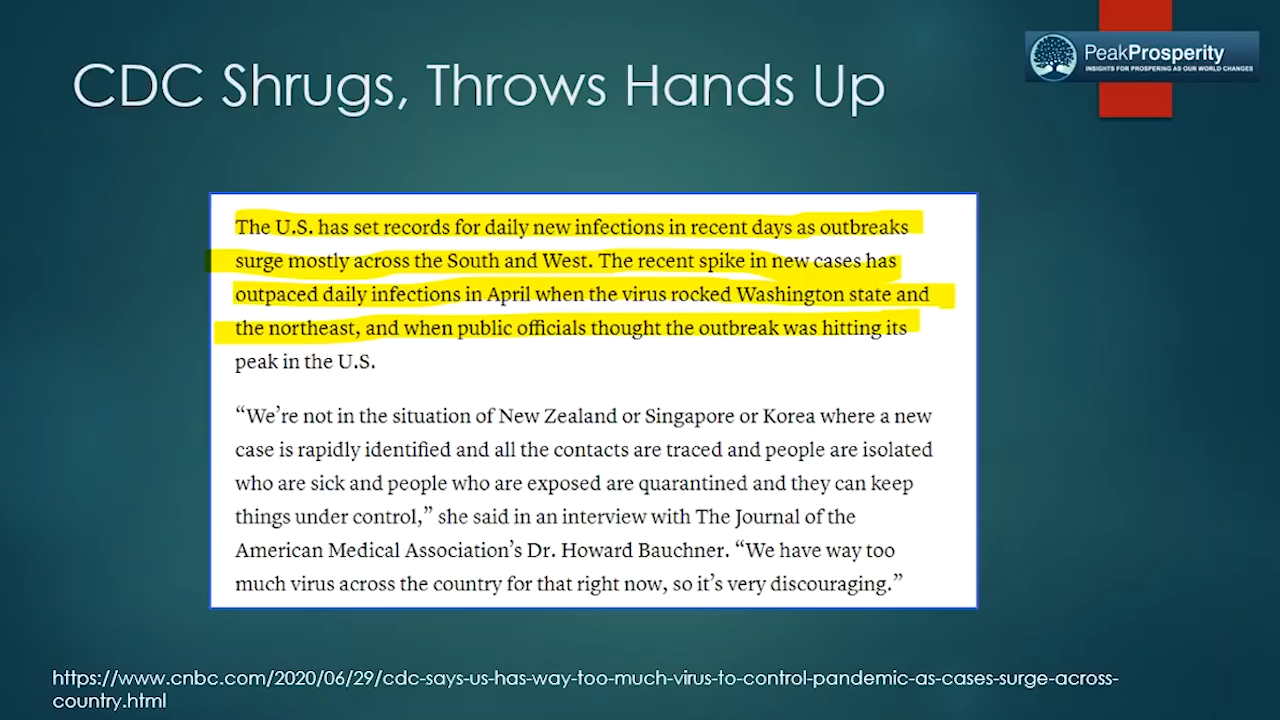 PeakProsperity
INSIGHTS FOR PROSPERING AS OUR WORLD CHANGES
CDC Shrugs, Throws Hands Up
The U.S. has set records for daily new infections in recent days as outbreaks
surge mostly across the South and West. The recent spike in new cases has
outpaced daily infections in April when the virus rocked Washington state and
the northeast, and when public officials thought the outbreak was hitting its
peak in the U.S.
“We’re not in the situation of New Zealand or Singapore or Korea where a new
case is rapidly identified and all the contacts are traced and people are isolated
who are sick and people who are exposed are quarantined and they can keep
things under control,” she said in an interview with The Journal of the
American Medical Association’s Dr. Howard Bauchner. “We have way too
much virus across the country for that right now, so it’s very discouraging.”
https://www.cnbc.com/2020/06/29/cdc-says-us-has-way-too-much-virus-to-control-pandemic-as-cases-surge-across-
country.html